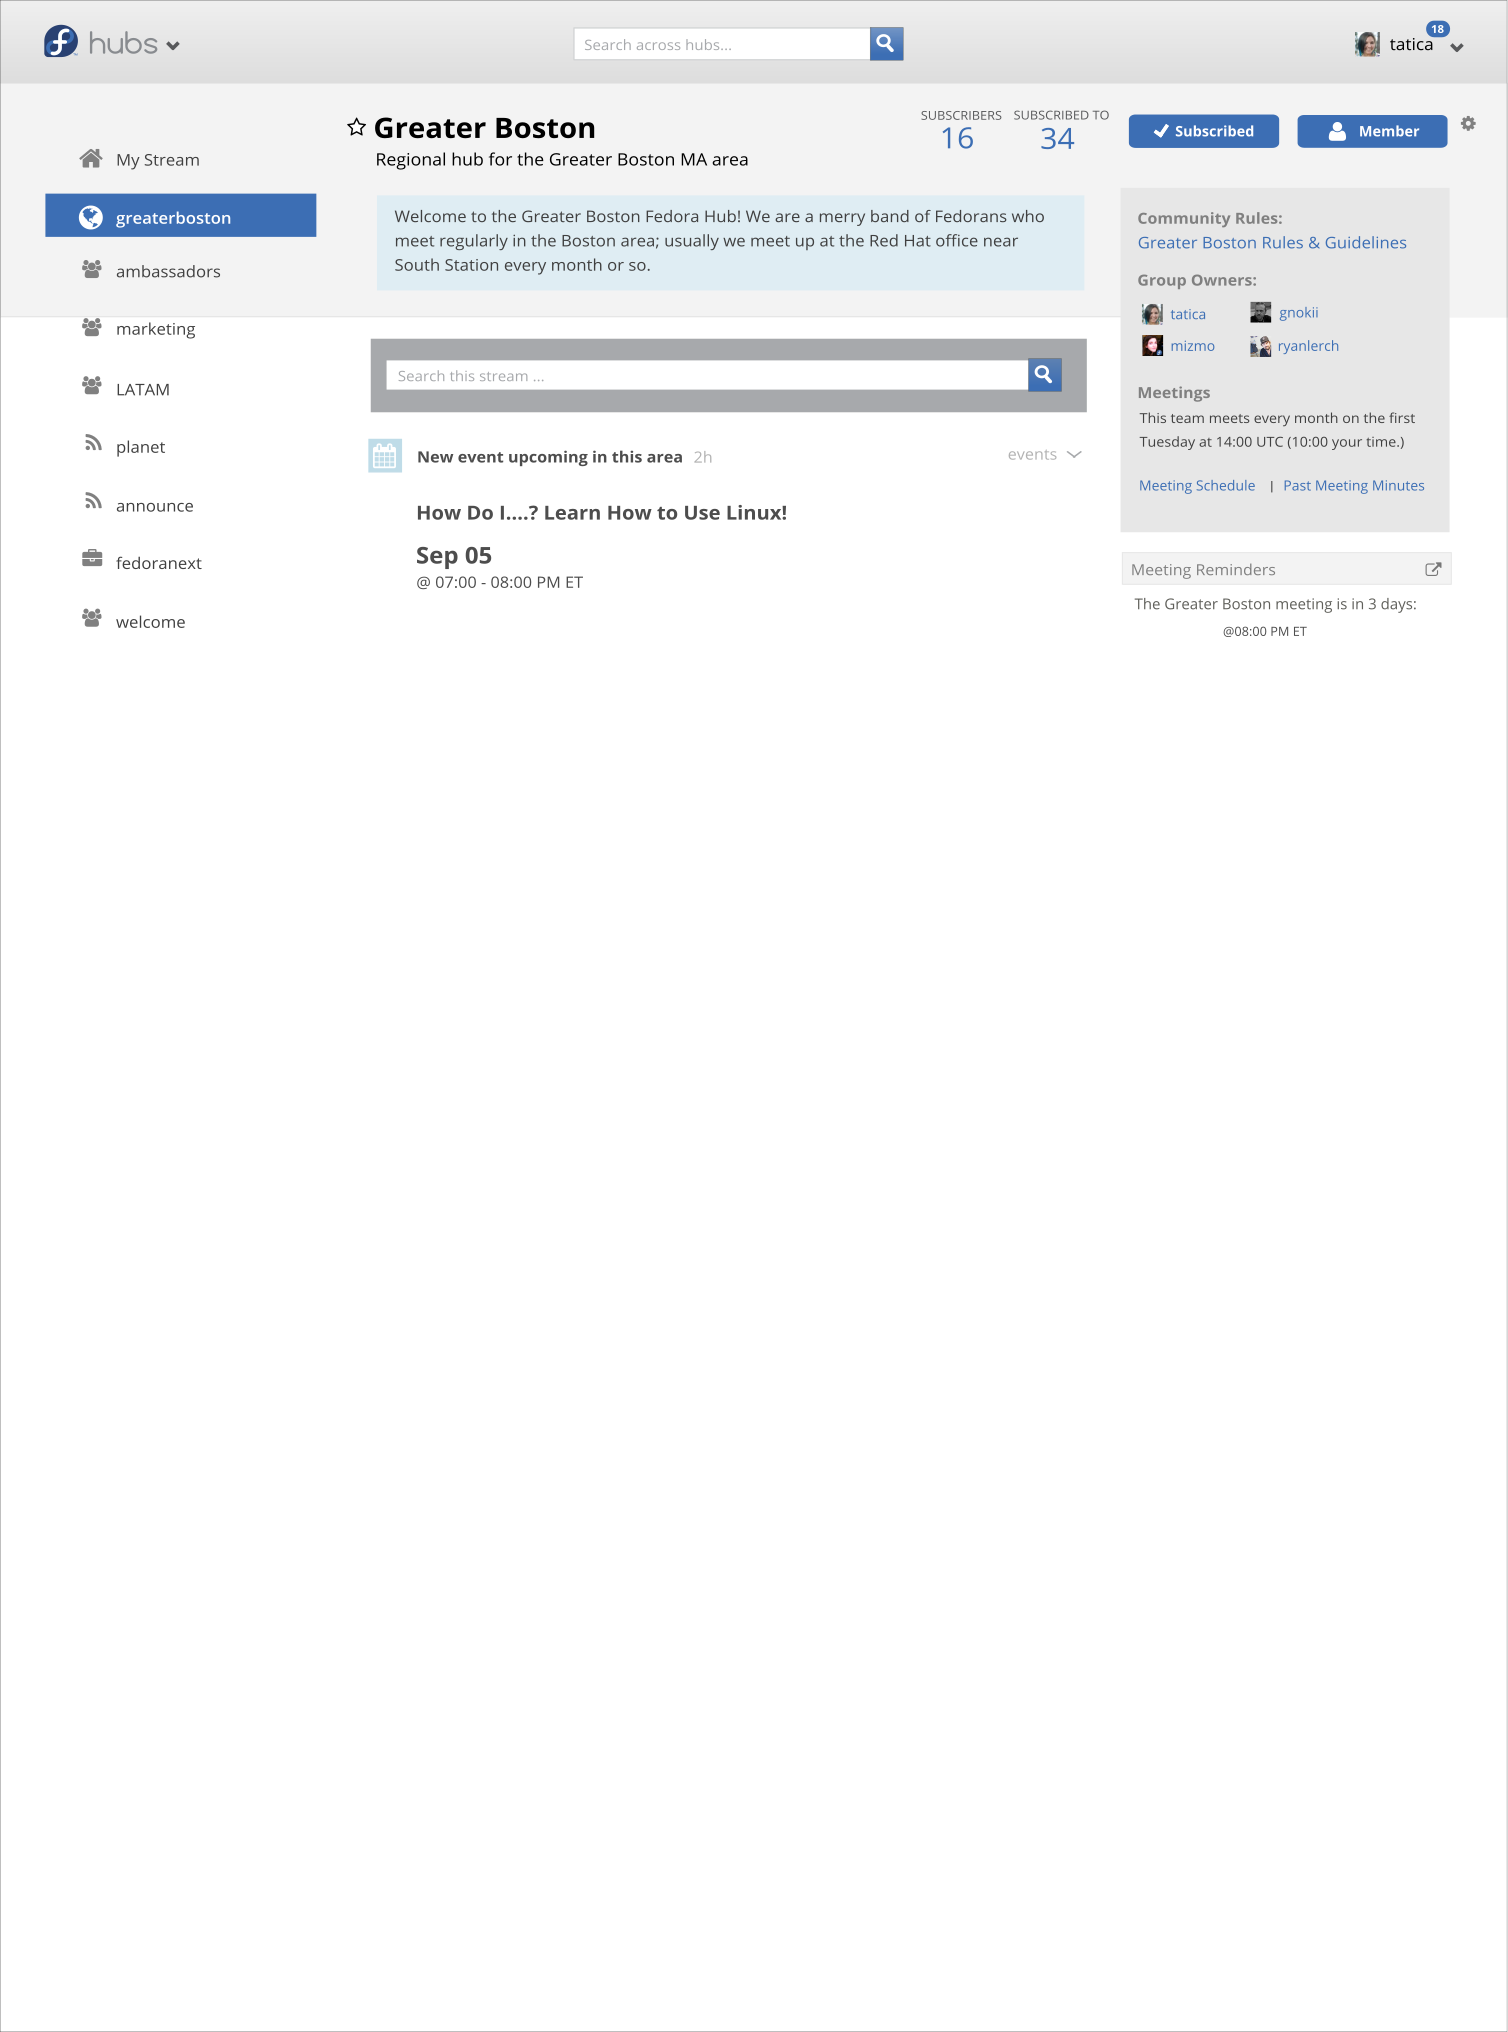 hubs
Search across hubs...
18
tatica
Greater Boston
Regional hub for the Greater Boston MA area
SUBSCRIBERS
16
SUBSCRIBED TO
34
Subscribed
Member
My Stream
greaterboston
ambassadors
marketing
LATAM
planet
announce
fedoranext
welcome
Welcome to the Greater Boston Fedora Hub! We are a merry band of Fedorans who
meet regularly in the Boston area; usually we meet up at the Red Hat office near
South Station every month or so.
Search this stream ...
New event upcoming in this area 2h
events
How Do I....? Learn How to Use Linux!
Sep 05
@ 07:00 - 08:00 PM ET
Community Rules:
Greater Boston Rules & Guidelines
Group Owners:
tatica
gnokii
mizmo
ryanlerch
Meetings
This team meets every month on the first
Tuesday at 14:00 UTC (10:00 your time.)
Meeting Schedule | Past Meeting Minutes
Meeting Reminders
The Greater Boston meeting is in 3 days:
@08:00 PM ET